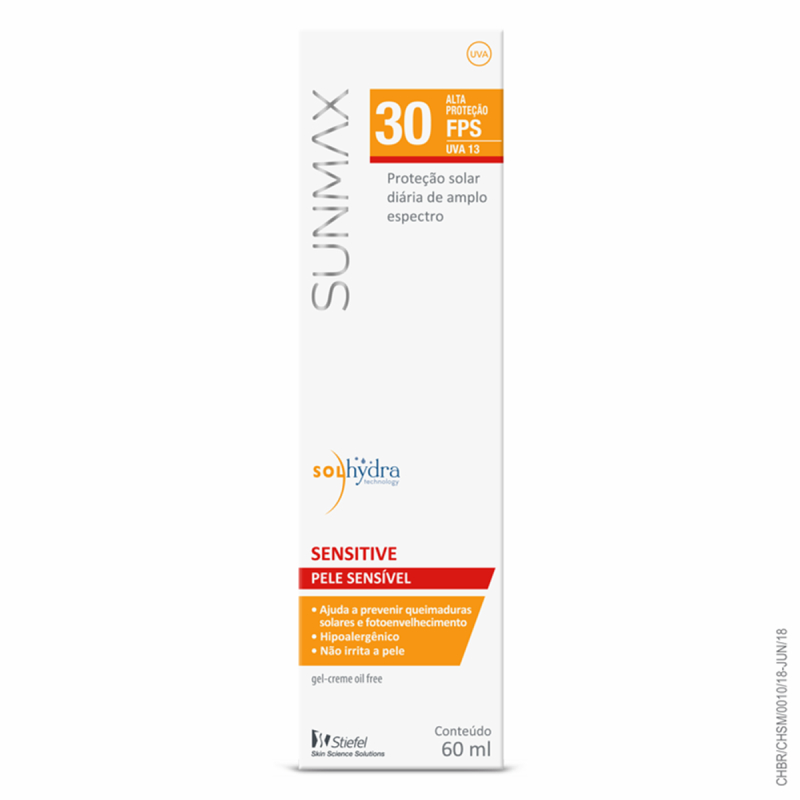 UVA
SUNMAX
30
ALTA
PROTEÇÃO
FPS
UVA 13
Proteção solar
diária de amplo
espectro
SOLhydra
technology
SENSITIVE
PELE SENSÍVEL
• Ajuda a prevenir queimaduras
solares e fotoenvelhecimento
• Hipoalergênico
• Não irrita a pele
gel-creme oil free
Stiefel
Skin Science Solutions
Conteúdo
60 ml
CHBR/CHSM/0010/18-JUN/18